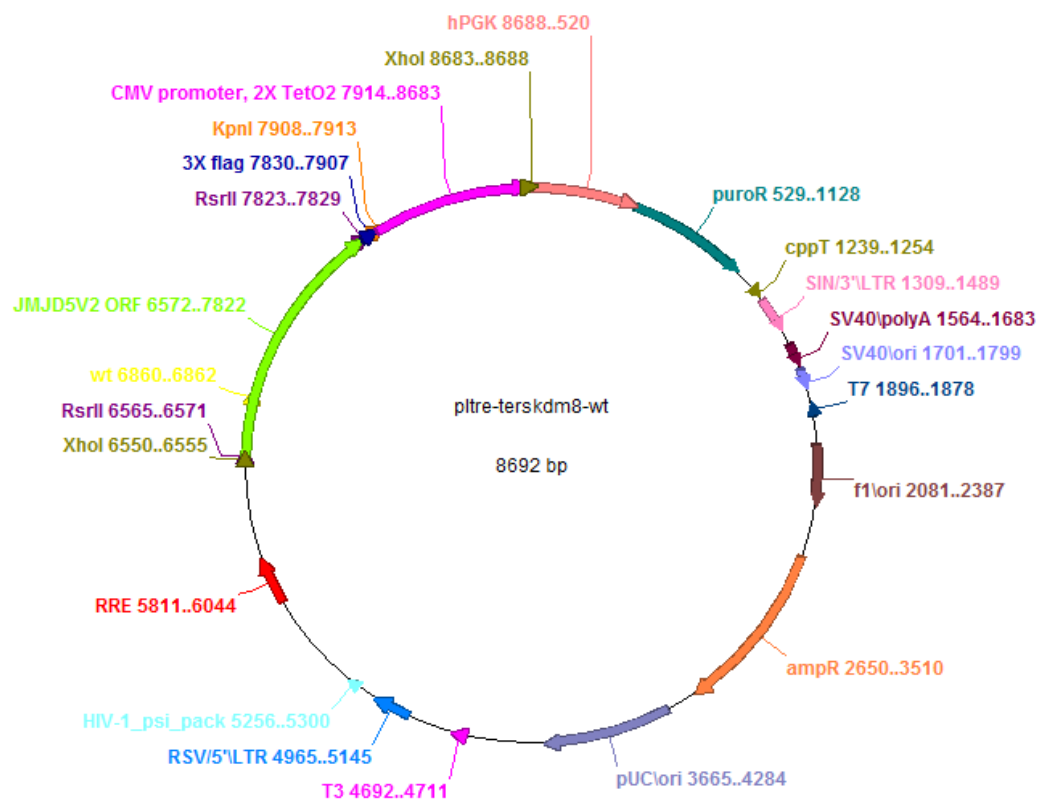 hPGK 8688..520
XhoI 8683..8688
CMV promoter, 2X TetO2 7914..8683
KpnI 7908..7913
3X flag 7830..7907
RsrII 7823..7829
puroR 529..1128
cppT 1239..1254
SIN/3'\LTR 1309..1489
JMJD5V2 ORF 6572..7822
SV40\polyA 1564..1683
SV40\ori 1701..1799
wt 6860..6862
T7 1896..1878
RsrII 6565..6571
pltre-terskdm8-wt
XhoI 6550..6555
8692 bp
f1\ori 2081..2387
RRE 5811..6044
ampR 2650..3510
HIV-1_psi_pack 5256..5300
RSV/5'\LTR 4965..5145
pUC\ori 3665..4284
T3 4692..4711